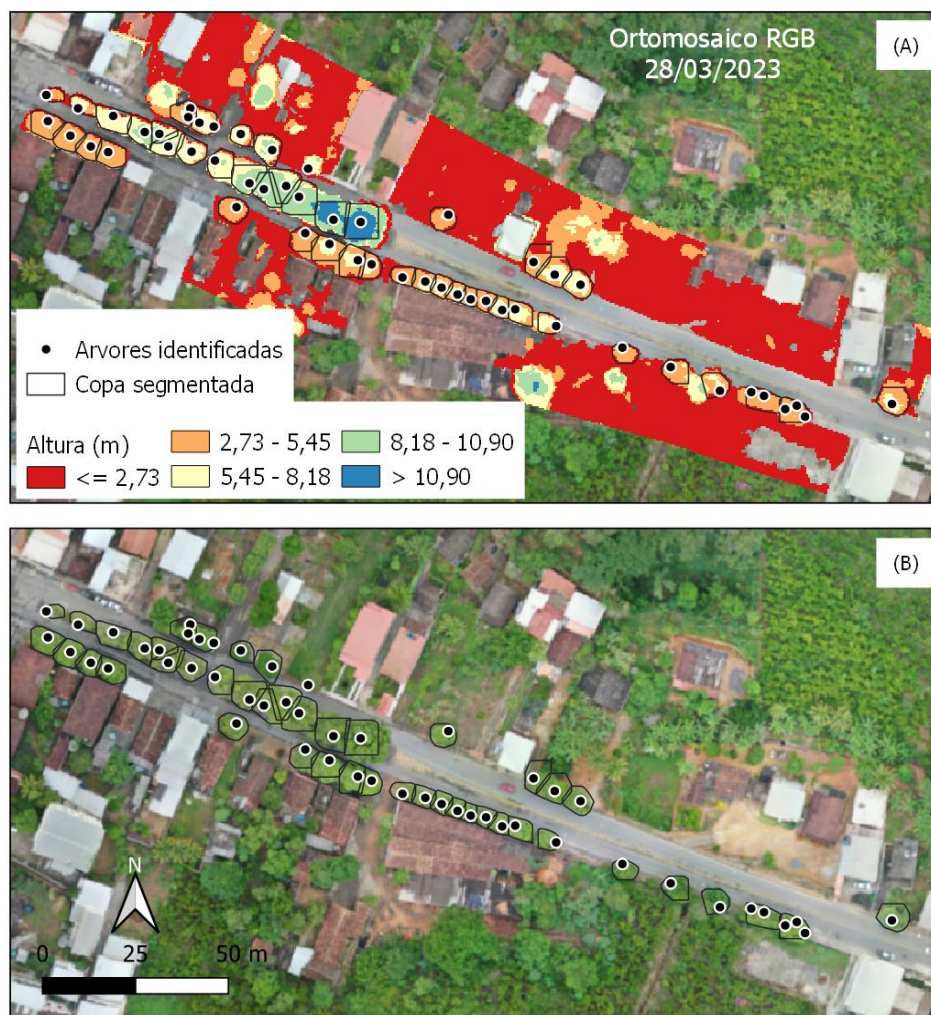 Ortomosaico RGB
28/03/2023
(A)
Arvores identificadas
Copa segmentada
Altura (m)
<= 2,73
2,73 - 5,45
5,45 - 8,18
8,18 - 10,90
> 10,90
(B)
N
0 25 50 m